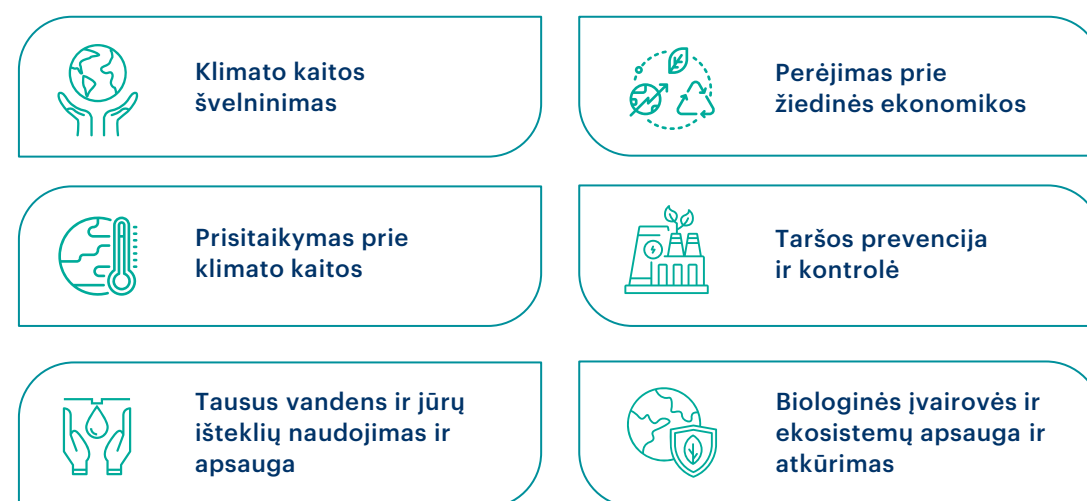 Klimato kaitos
švelninimas
Perėjimas prie
žiedinės ekonomikos
Prisitaikymas prie
klimato kaitos
Taršos prevencija
ir kontrolė
Tausus vandens ir jūrų
išteklių naudojimas ir
apsauga
Biologinės įvairovės ir
ekosistemų apsauga ir
atkūrimas